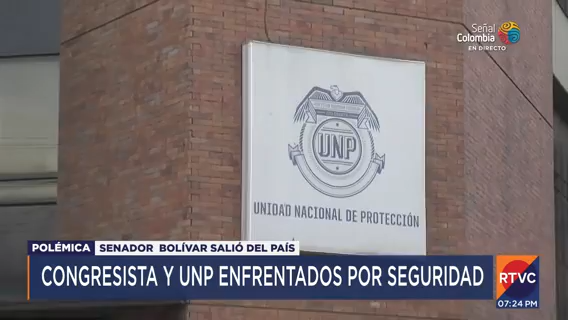 Señal
Colombia
EN DIRECTO
UNP
UNIDAD NACIONAL DE PROTECCIÓN
POLÉMICA
SENADOR BOLÍVAR SALIÓ DEL PAÍS
CONGRESISTA Y UNP ENFRENTADOS POR SEGURIDAD
RTVC
07:24 PM